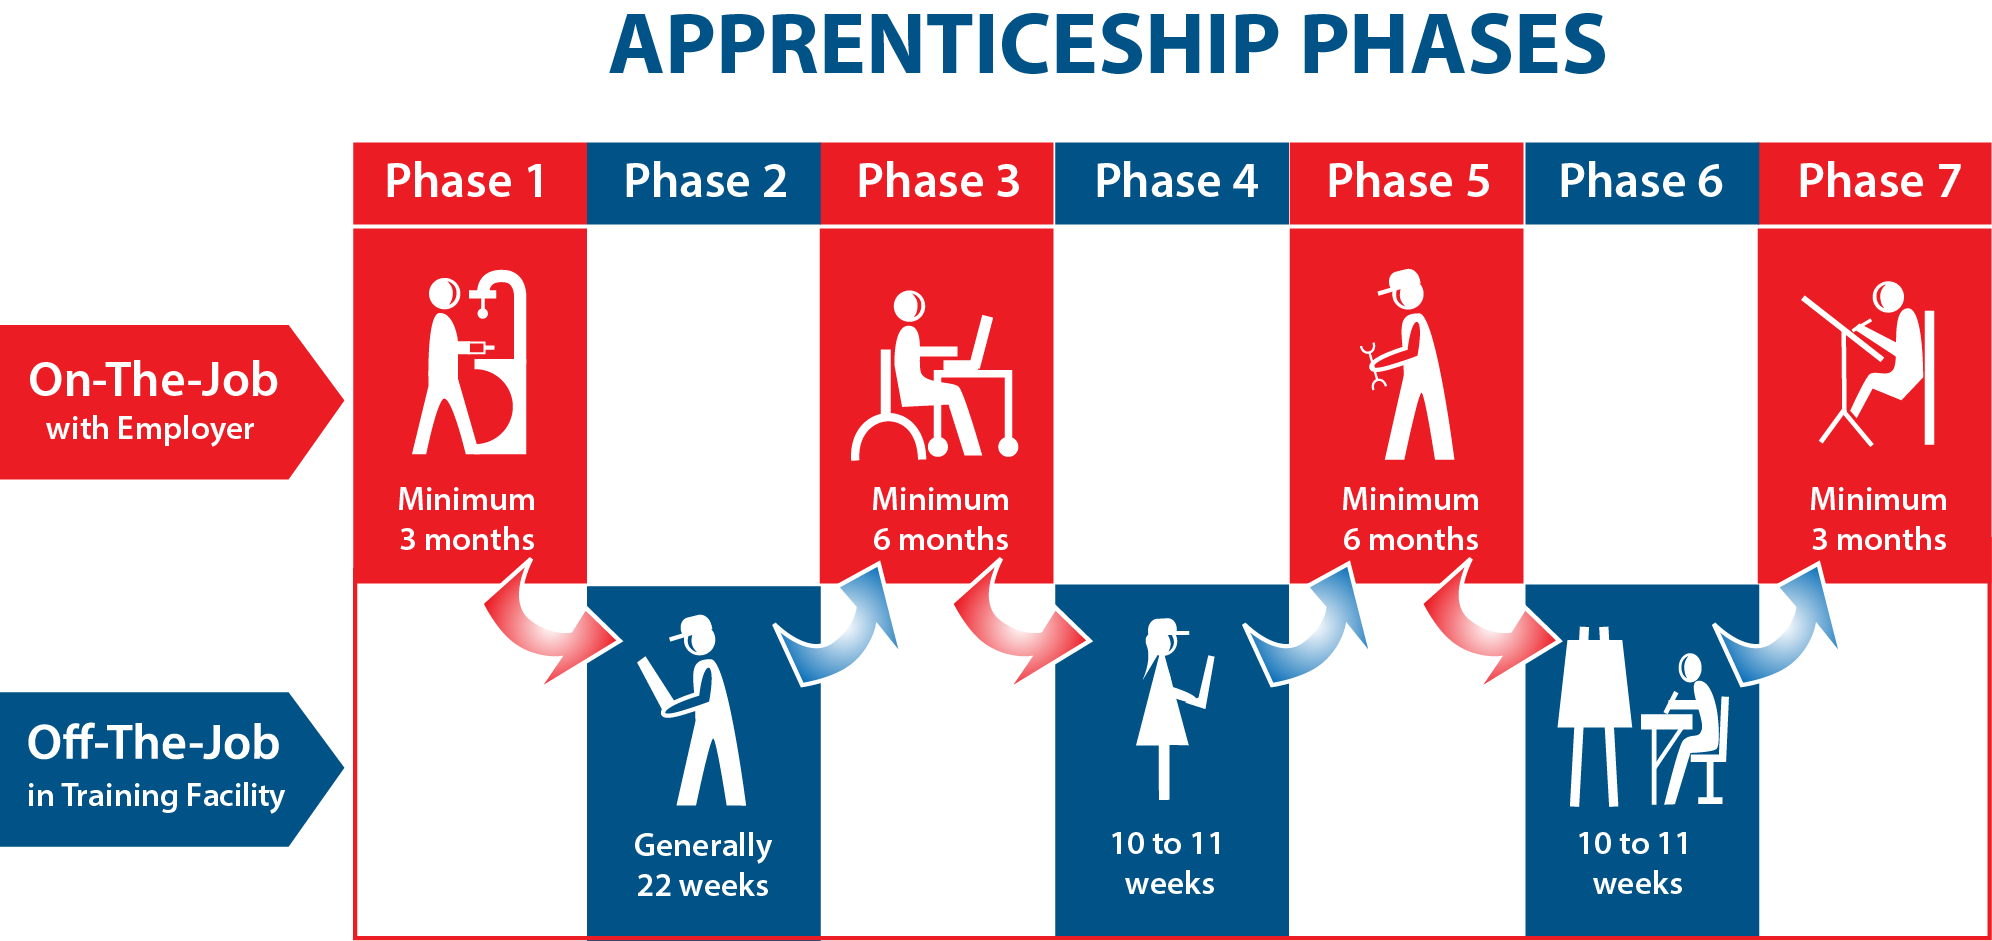 APPRENTICESHIP PHASES
Phase 1
Phase 2
Phase 3
Phase 4
Phase 5
Phase 6
Phase 7
On-The-Job
with Employer
Minimum
3 months
Minimum
6 months
Minimum
6 months
Minimum
3 months
Off-The-Job
in Training Facility
Generally
22 weeks
10 to 11
weeks
10 to 11
weeks